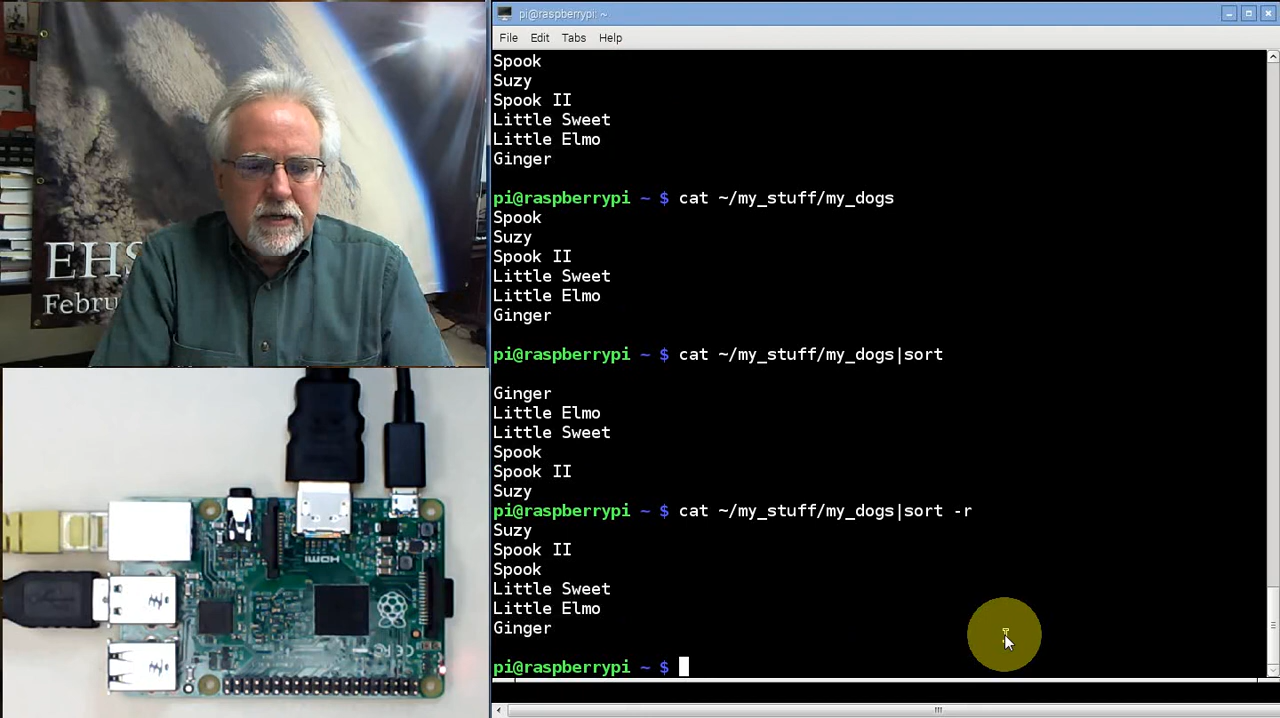 EHS
Febru
pi@raspberrypi: ~
File Edit Tabs Help
Spook
Suzy
Spook II
Little Sweet
Little Elmo
Ginger
pi@raspberrypi ~ $ cat ~/my_stuff/my_dogs
Spook
Suzy
Spook II
Little Sweet
Little Elmo
Ginger
pi@raspberrypi ~ $ cat ~/my_stuff/my_dogs|sort
Ginger
Little Elmo
Little Sweet
Spook
Spook II
Suzy
pi@raspberrypi ~ $ cat ~/my_stuff/my_dogs|sort -r
Suzy
Spook II
Spook
Little Sweet
Little Elmo
Ginger
pi@raspberrypi ~ $
HDMI